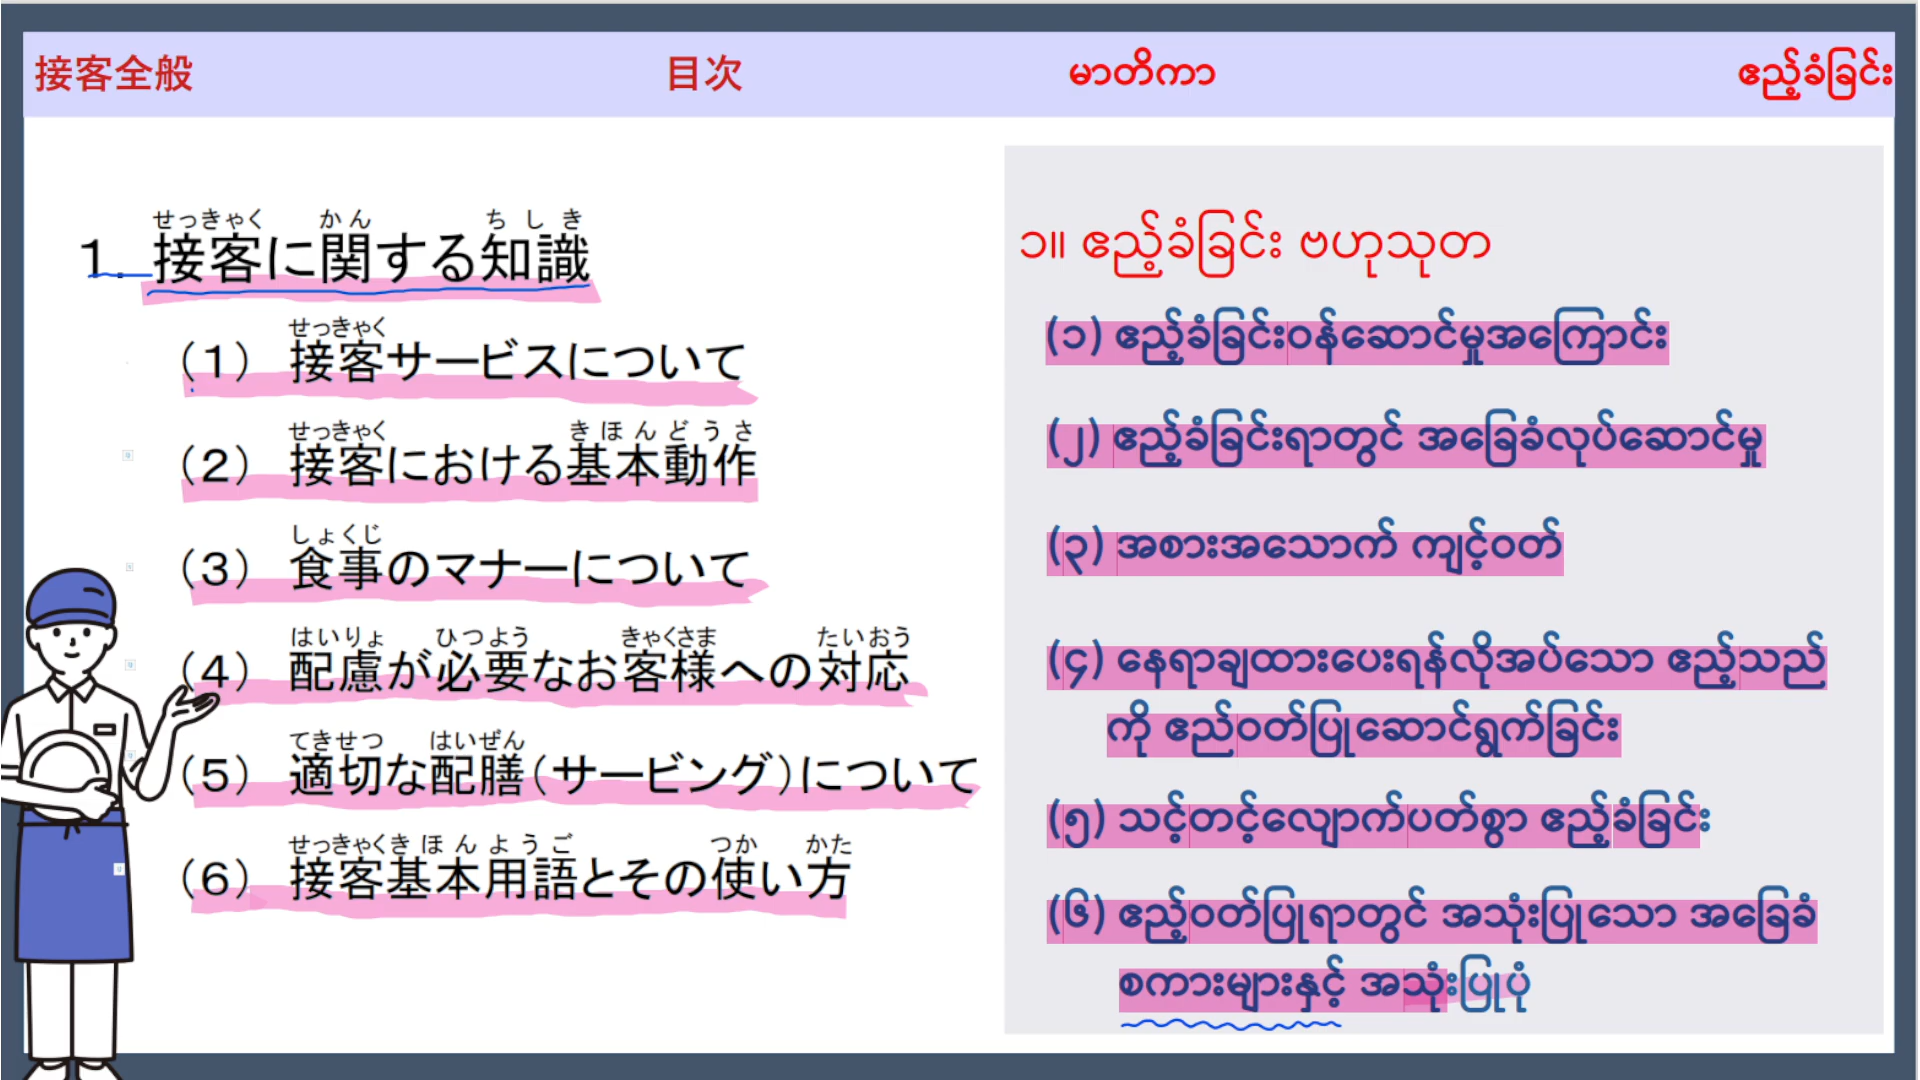 接客全般 目次 မာတိကာ ဧည့်ခံခြင်း
せっきゃく かん ちしき
1. 接客に関する知識
せっきゃく
(1) 接客サービスについて
せっきゃく きほんどうさ
(2) 接客における基本動作
しょくじ
(3) 食事のマナーについて
はいりょ ひつよう きゃくさま たいおう
(4) 配慮が必要なお客様への対応
てきせつ はいぜん
(5) 適切な配膳(サービング)について
せっきゃくきほんようご つか かた
(6) 接客基本用語とその使い方
၁။ ဧည့်ခံခြင်း ဗဟုသုတ
(၁) ဧည့်ခံခြင်းဝန်ဆောင်မှုအကြောင်း
(၂) ဧည့်ခံခြင်းရာတွင် အခြေခံလုပ်ဆောင်မှု
(၃) အစားအသောက် ကျင့်ဝတ်
(၄) နေရာချထားပေးရန်လိုအပ်သော ဧည့်သည်
ကို ဧည်ဝတ်ပြုဆောင်ရွက်ခြင်း
(၅) သင့်တင့်လျောက်ပတ်စွာ ဧည့်ခံခြင်း
(၆) ဧည့်ဝတ်ပြုရာတွင် အသုံးပြုသော အခြေခံ
စကားများနှင့် အသုံးပြုပုံ